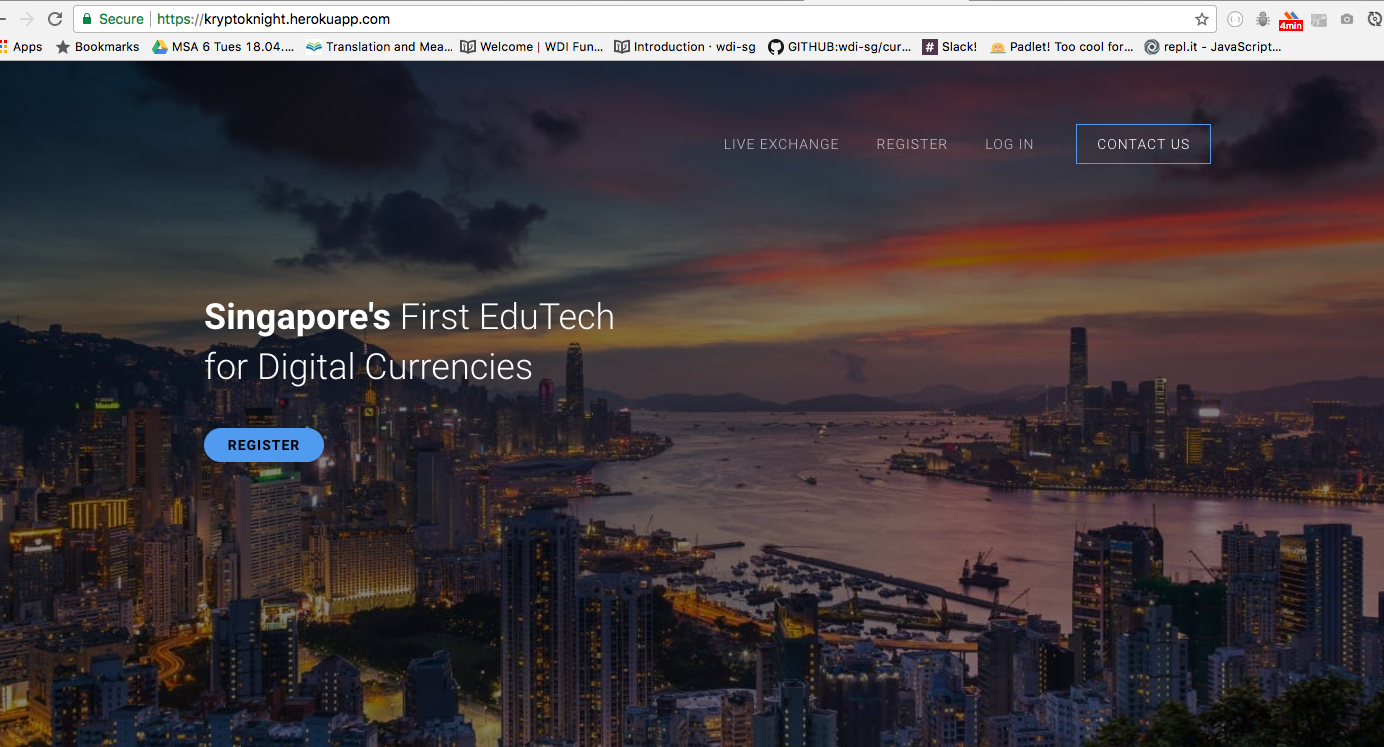 Secure
https://kryptoknight.herokuapp.com
4min
Apps
Bookmarks
MSA 6 Tues 18.04....
Translation and Mea...
Welcome | WDI Fun...
Introduction · wdi-sg
GITHUB:wdi-sg/cur...
# Slack!
Padlet! Too cool for...
repl.it - JavaScript...
LIVE EXCHANGE
REGISTER
LOG IN
CONTACT US
Singapore's First EduTech
for Digital Currencies
REGISTER